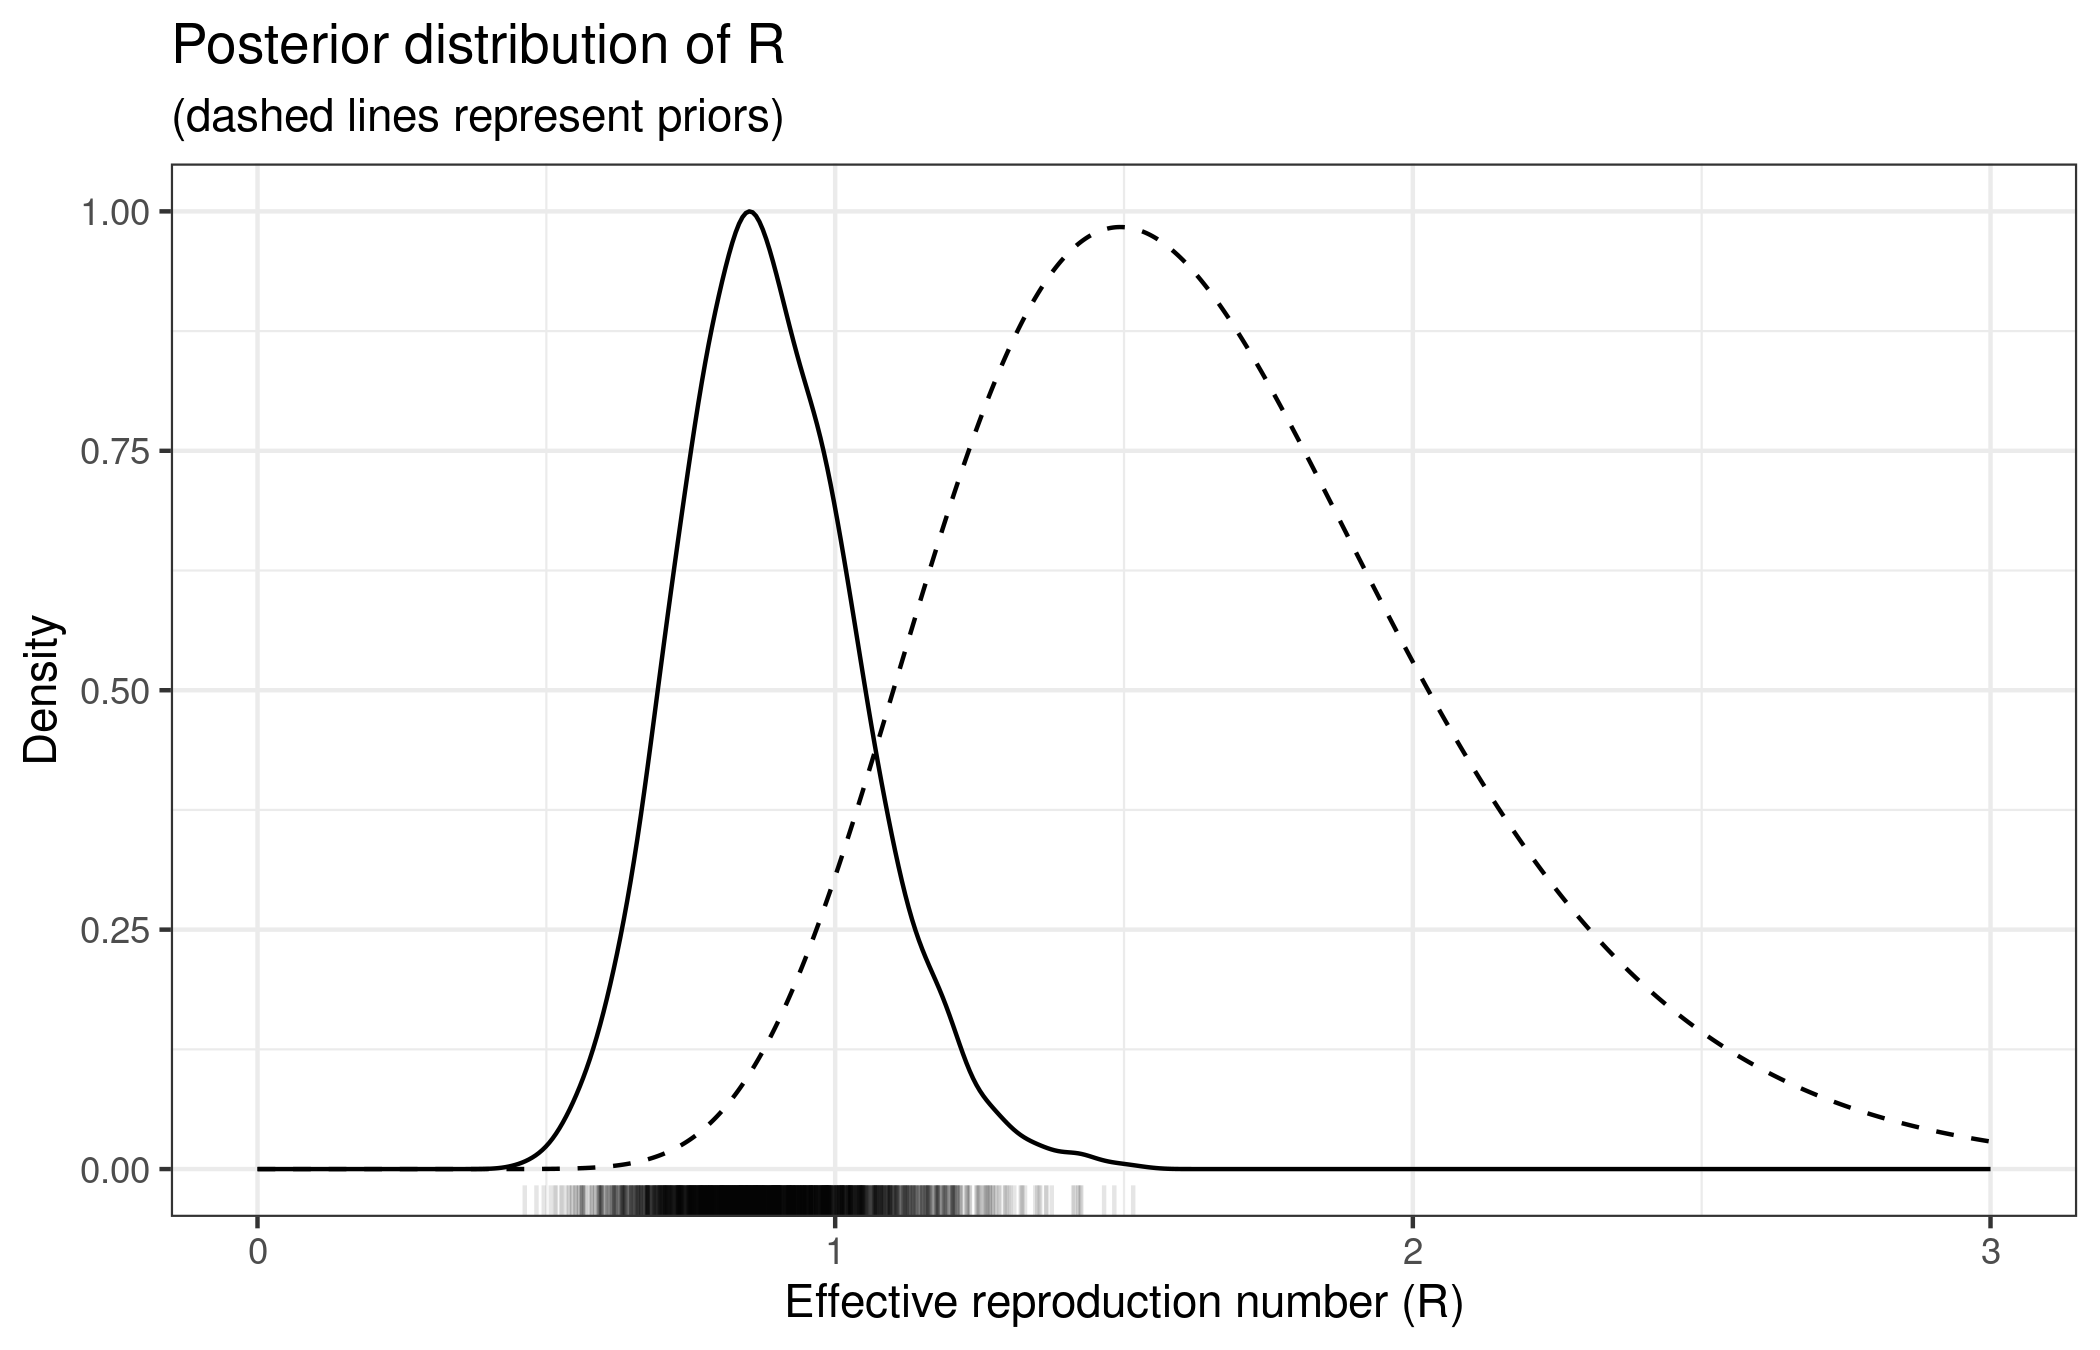 Posterior distribution of R
(dashed lines represent priors)
1.00
0.75
0.50
0.25
0.00
Density
0 1 2 3
Effective reproduction number (R)